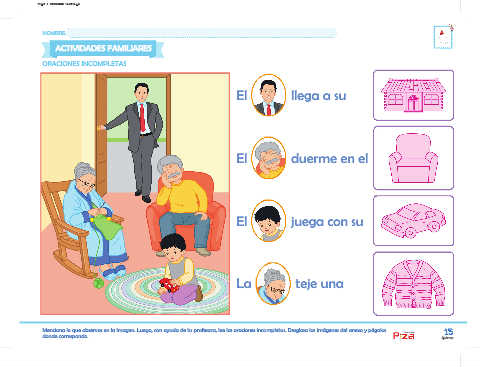 NOMBRE:
ACTIVIDADES FAMILIARES
ORACIONES INCOMPLETAS
El llega a su
El duerme en el
El juega con su
La teje una
Menciona lo que observas en la imagen. Luego, con ayuda de tu profesora, lee las oraciones incompletas. Desglosa las imágenes del anexo y pégalas
donde corresponda.
Pizza
15